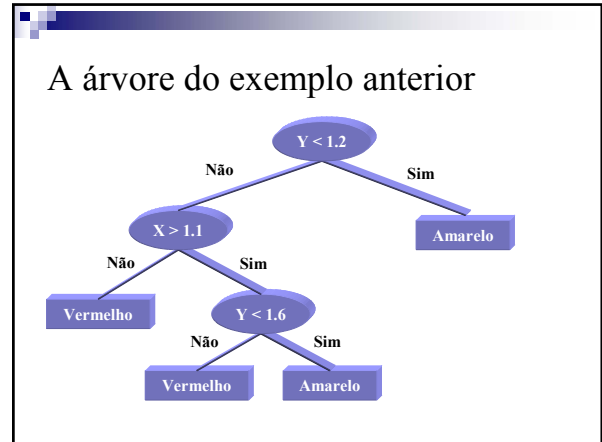 A árvore do exemplo anterior
Y < 1.2
Não
Sim
X > 1.1
Amarelo
Não
Sim
Vermelho
Y < 1.6
Não
Sim
Vermelho
Amarelo